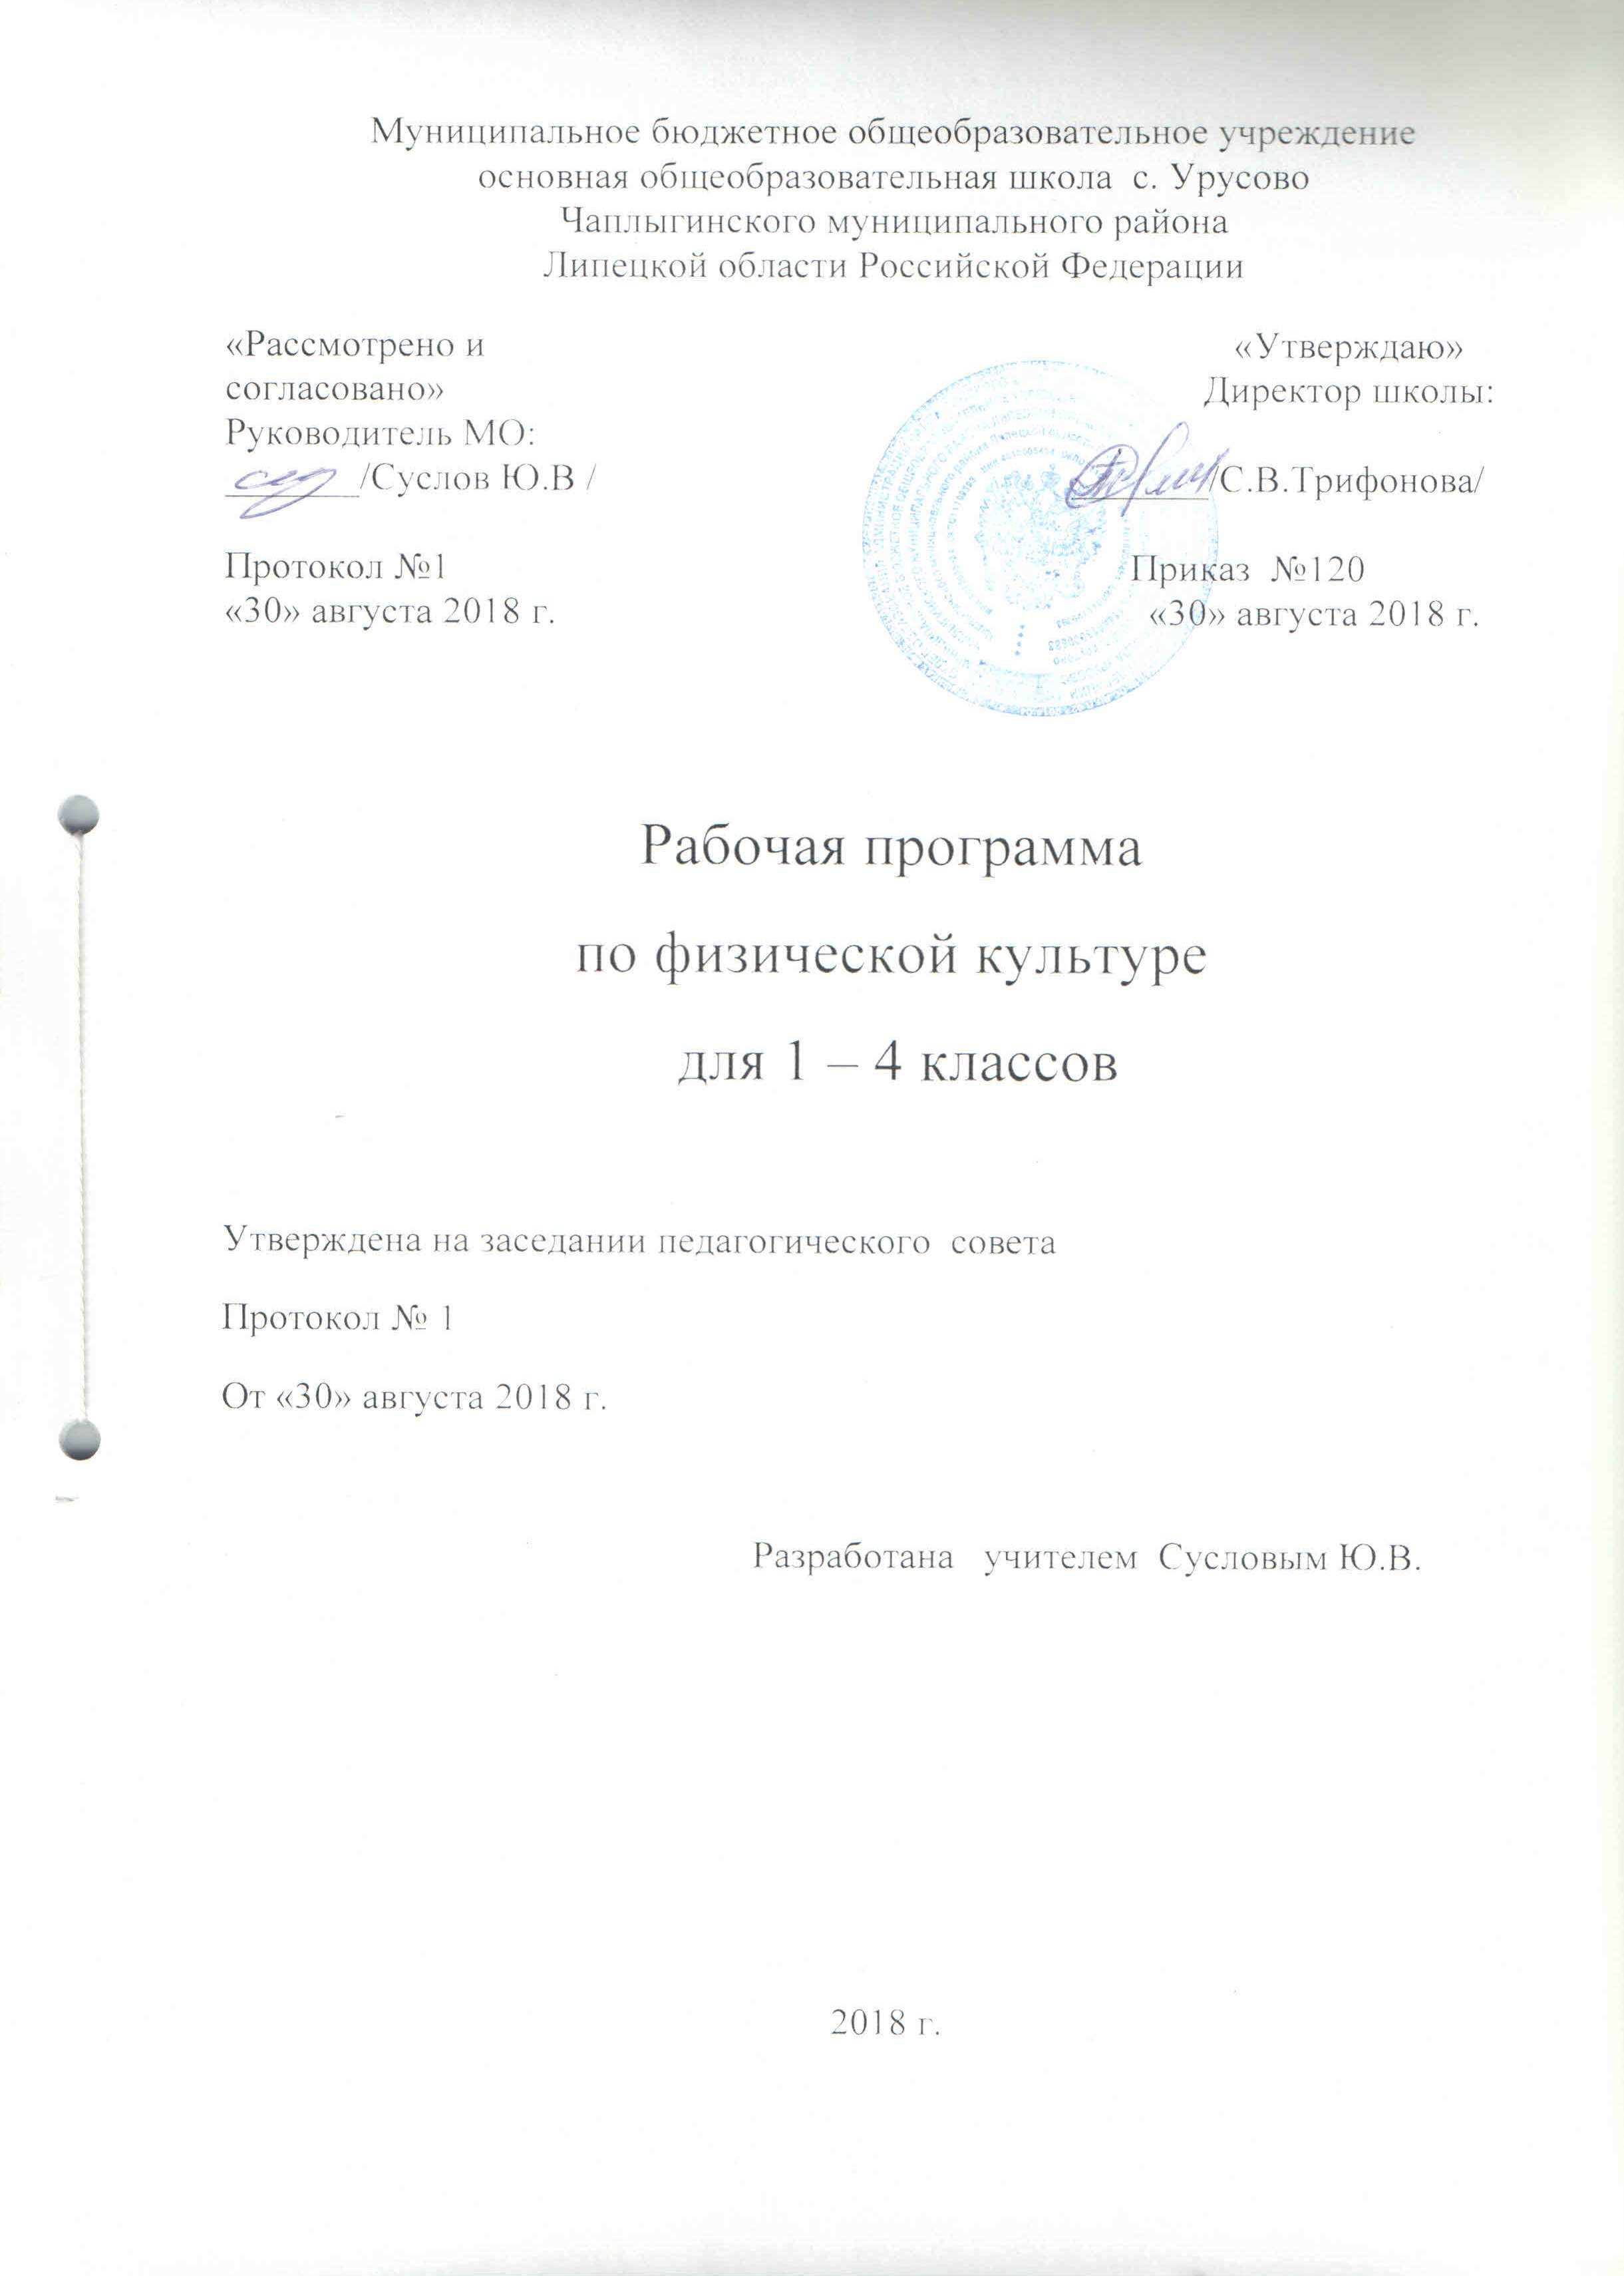 Муниципальное бюджетное общеобразовательное учреждение
основная общеобразовательная школа с. Урусово
Чаплыгинского муниципального района
Липецкой области Российской Федерации
«Рассмотрено и
согласовано»
Руководитель МО:
/Суслов Ю.В /
Протокол №1
«30» августа 2018 г.
«Утверждаю»
Директор школы:
/С.В.Трифонова/
Приказ №120
«30» августа 2018 г.
Рабочая программа
по физической культуре
для 1 – 4 классов
Утверждена на заседании педагогического совета
Протокол № 1
От «30» августа 2018 г.
Разработана учителем Сусловым Ю.В.
2018 г.